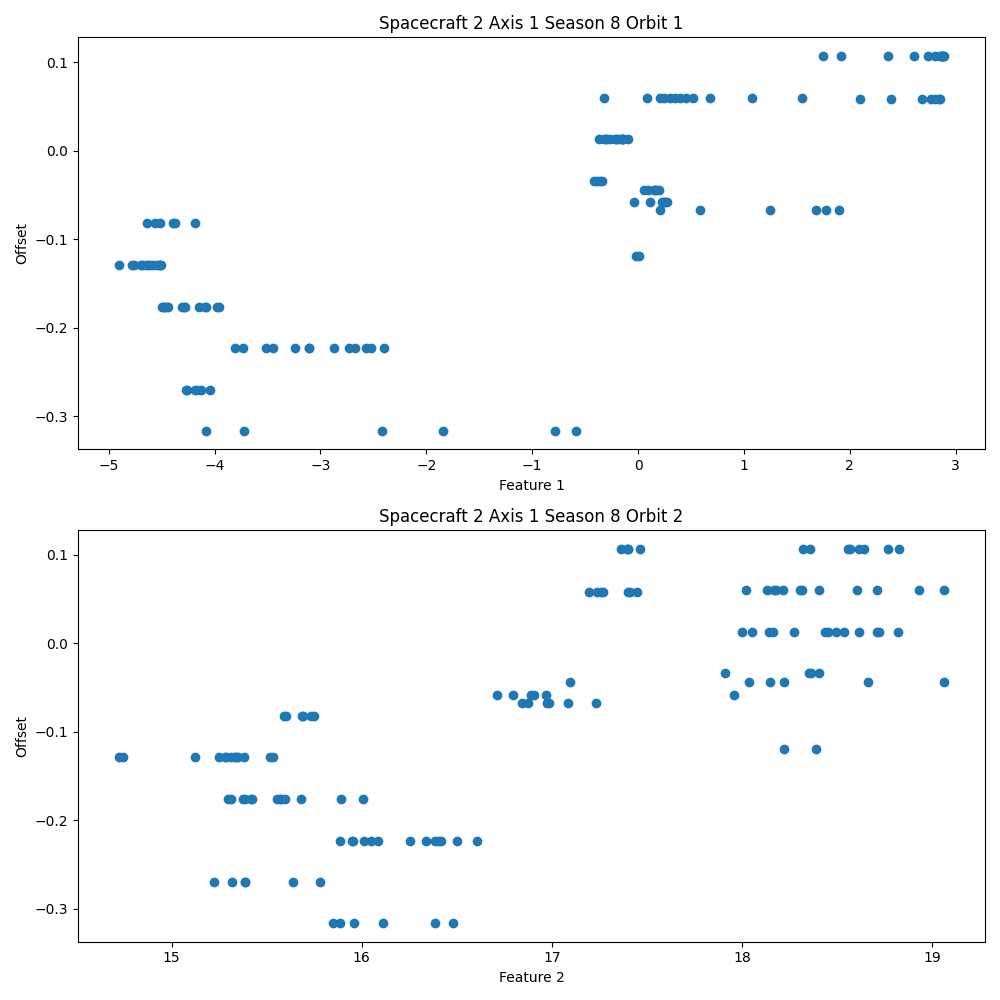 Spacecraft 2 Axis 1 Season 8 Orbit 1
0.1
0.0
−0.1
−0.2
−0.3
Offset
−5 −4 −3 −2 −1 0 1 2 3
Feature 1
Spacecraft 2 Axis 1 Season 8 Orbit 2
0.1
0.0
−0.1
−0.2
−0.3
Offset
15 16 17 18 19
Feature 2